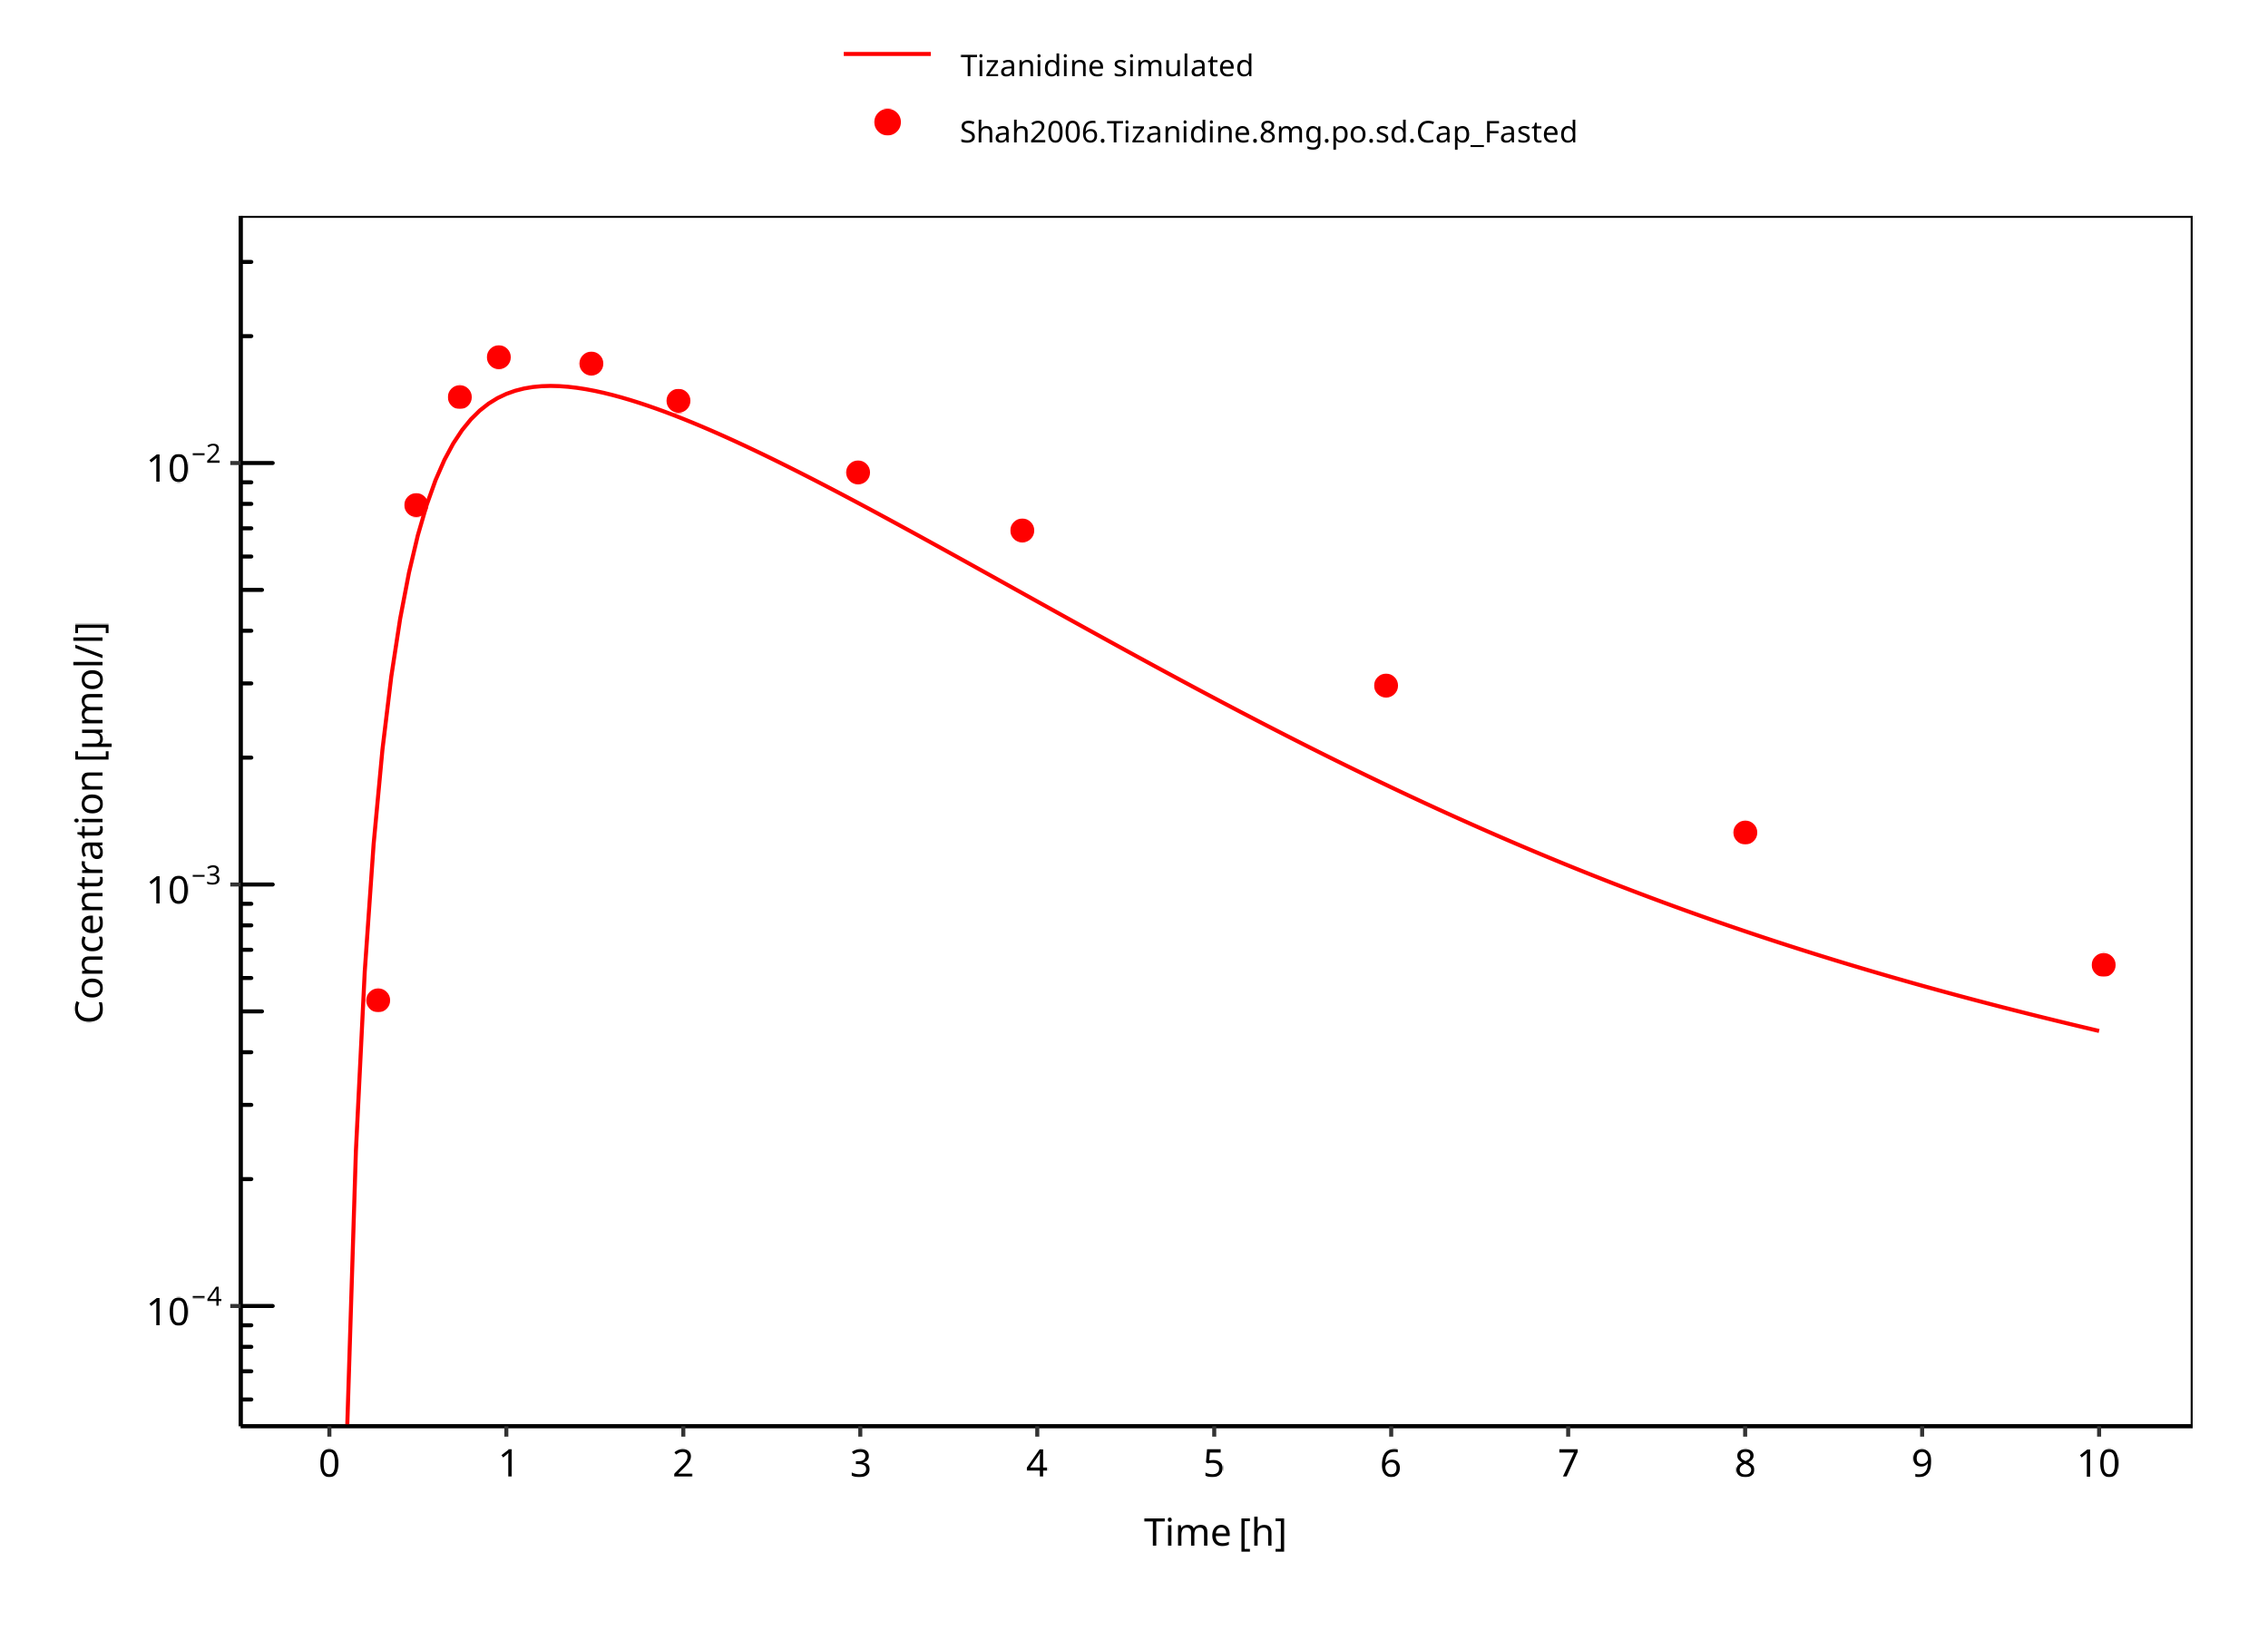 Tizanidine simulated
Shah2006.Tizanidine.8mg.po.sd.Cap_Fasted
Concentration [µmol/l]
10⁻²
10⁻³
10⁻⁴
0 1 2 3 4 5 6 7 8 9 10
Time [h]